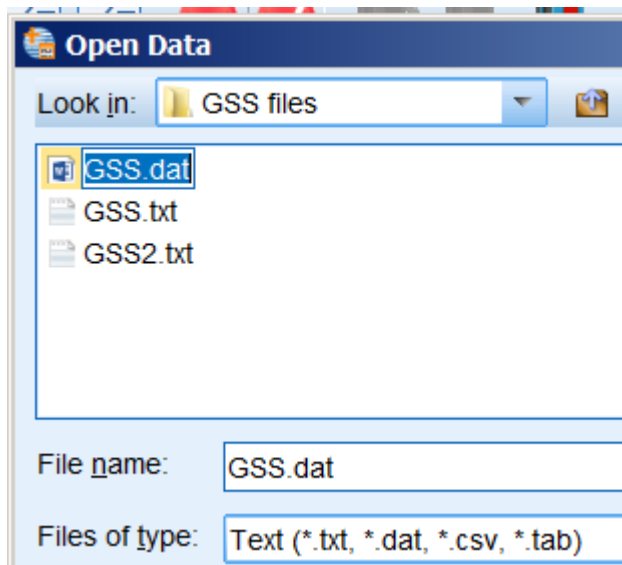 Open Data
Look in: GSS files
GSS.dat
GSS.txt
GSS2.txt
File name: GSS.dat
Files of type: Text (*.txt, *.dat, *.csv, *.tab)